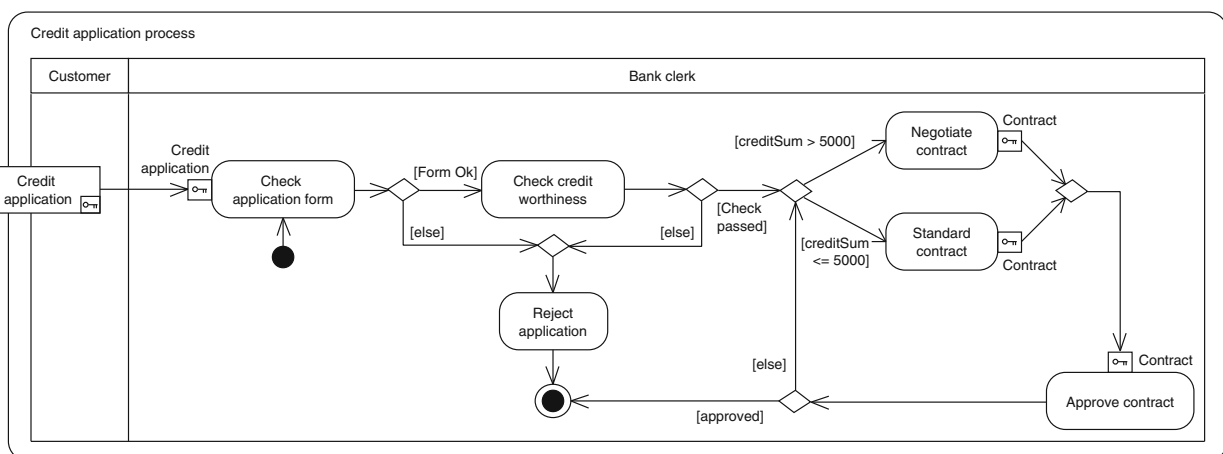 Credit application process
Customer
Bank clerk
Credit
application
Credit
application
Check
application form
[Form Ok]
[else]
Check credit
worthiness
[else]
[Check
passed]
[creditSum > 5000]
[creditSum
<= 5000]
Negotiate
contract
Contract
Standard
contract
Contract
Reject
application
[else]
[approved]
Contract
Approve contract